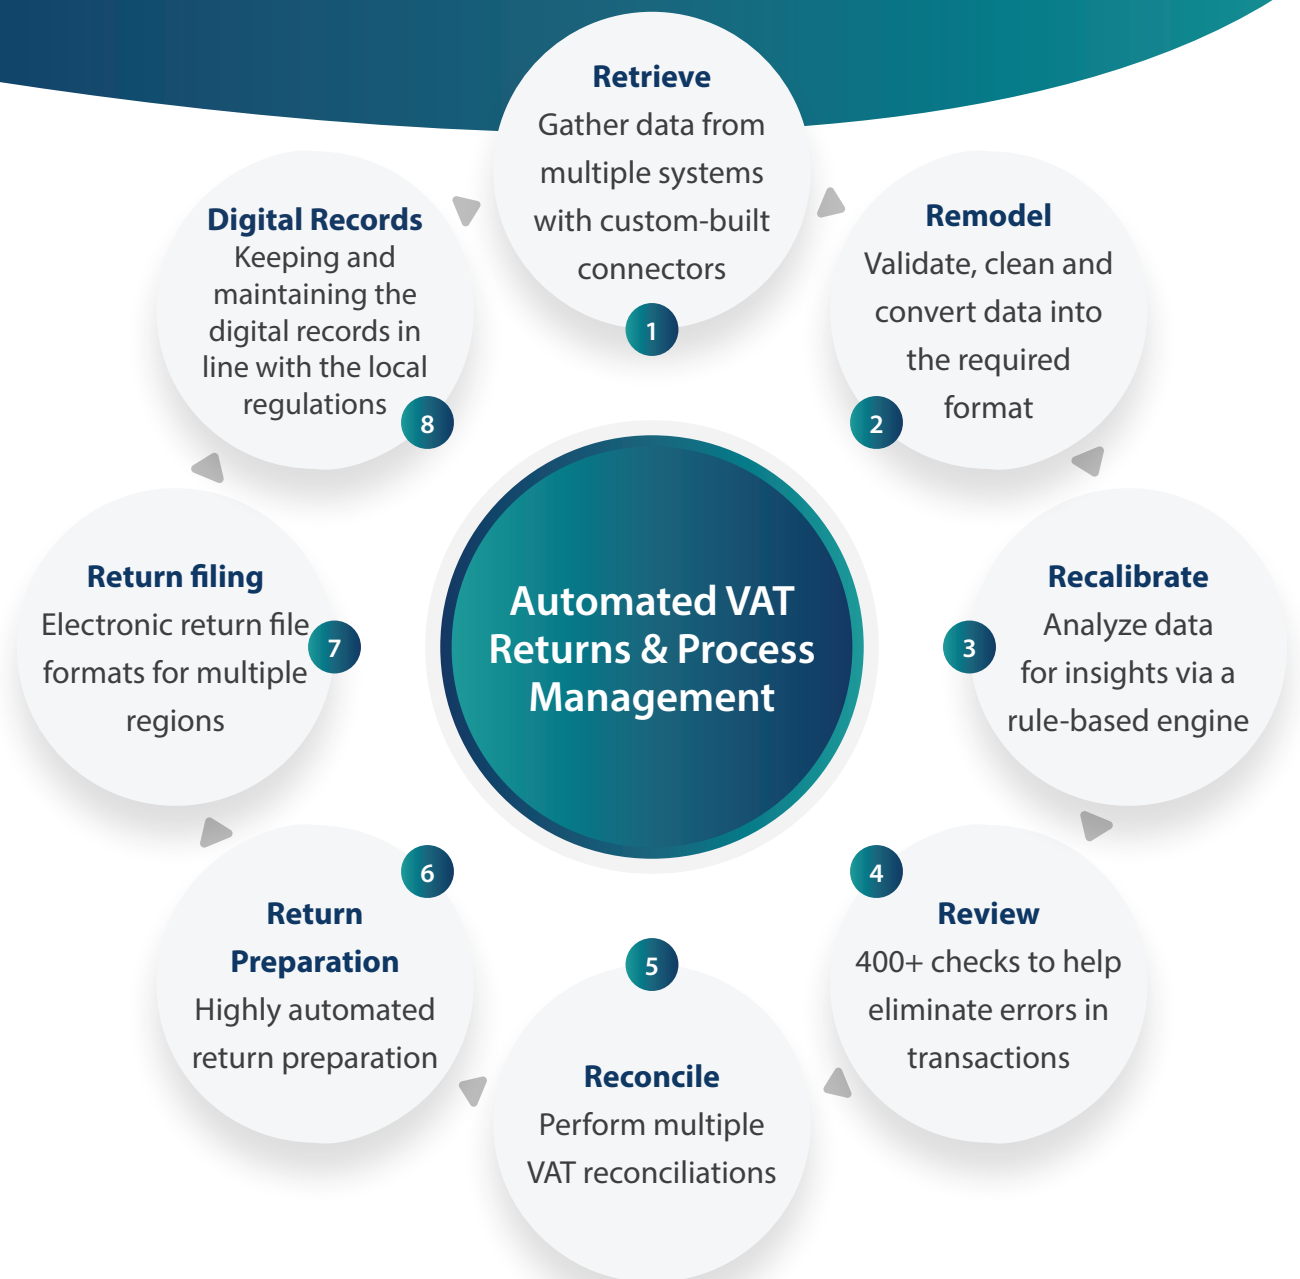 Retrieve
Gather data from
multiple systems
with custom-built
connectors
1
Remodel
Validate, clean and
convert data into
the required
format
2
Recalibrate
Analyze data
for insights via a
rule-based engine
3
4
Review
400+ checks to help
eliminate errors in
transactions
5
Reconcile
Perform multiple
VAT reconciliations
6
Return
Preparation
Highly automated
return preparation
Return filing
Electronic return file
formats for multiple
regions
7
Digital Records
Keeping and
maintaining the
digital records in
line with the local
regulations
8
Automated VAT
Returns & Process
Management